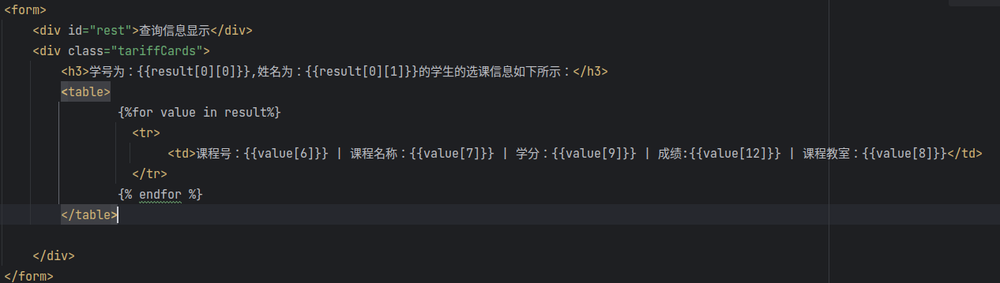 <form>
<div id="rest">查询信息显示</div>
<div class="tariffCards">
<h3>学号为：{{result[0][0]}},姓名为：{{result[0][1]}}的学生的选课信息如下所示：</h3>
<table>
{%for value in result%}
<tr>
<td>课程号：{{value[6]}} | 课程名称：{{value[7]}} | 学分：{{value[9]}} | 成绩:{{value[12]}} | 课程教室：{{value[8]}}</td>
</tr>
{% endfor %}
</table>
</div>
</form>